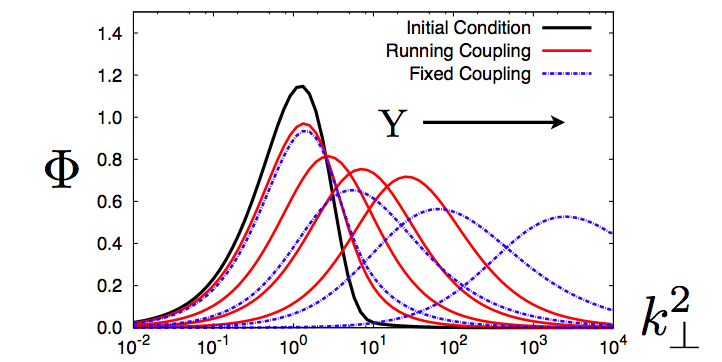 Initial Condition
Running Coupling
Fixed Coupling
Y
Φ
1.4
1.2
1.0
0.8
0.6
0.4
0.2
0.0
10⁻² 10⁻¹ 10⁰ 10¹ 10² 10³ 10⁴
k²⊥